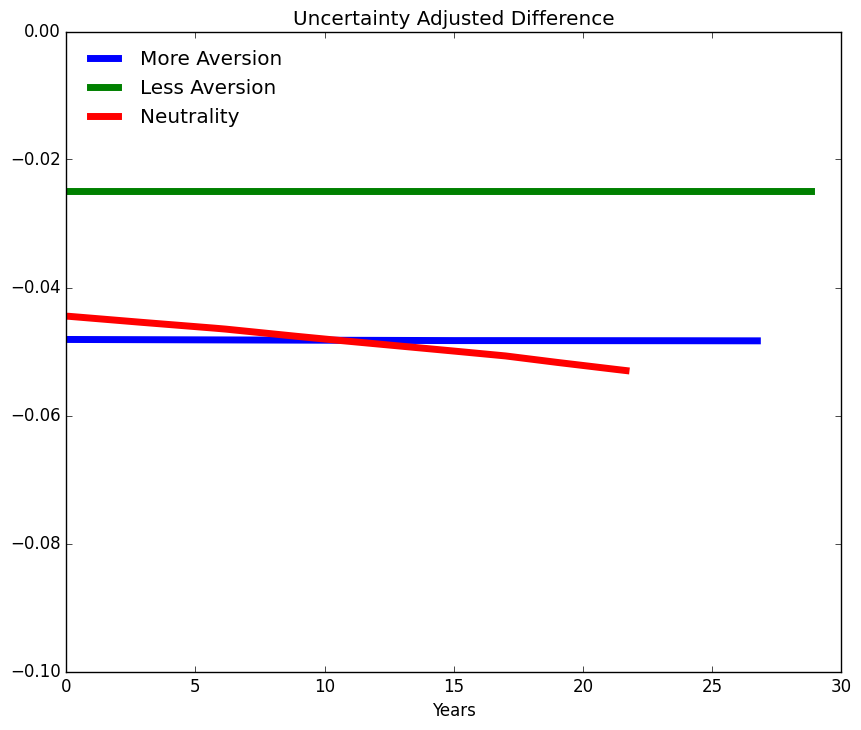 Uncertainty Adjusted Difference
0.00
More Aversion
Less Aversion
Neutrality
−0.02
−0.04
−0.06
−0.08
−0.10
0 5 10 15 20 25 30
Years